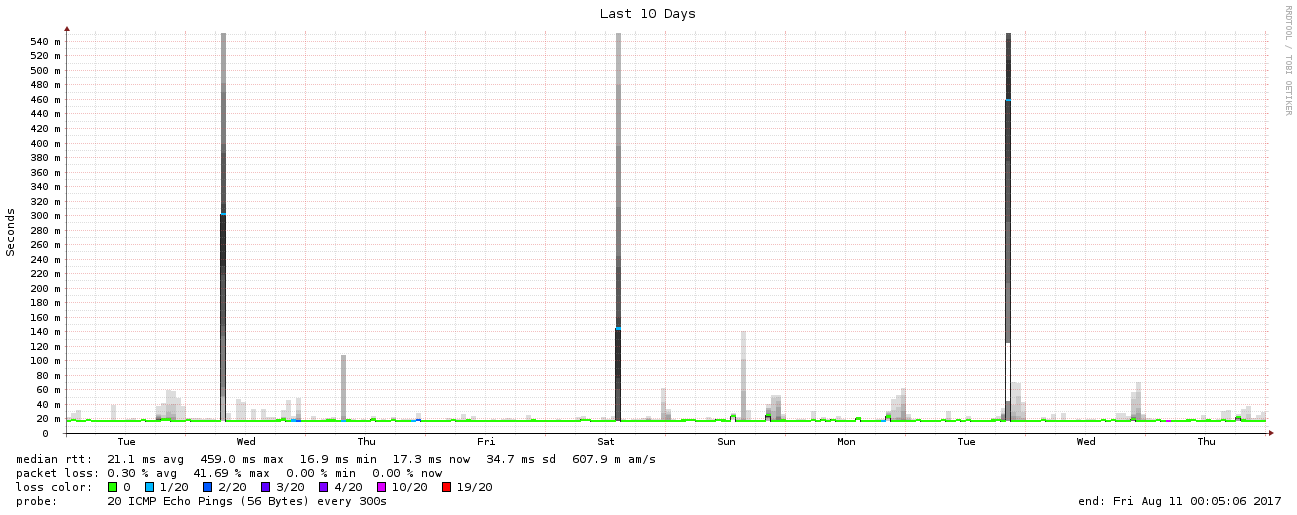 Last 10 Days
RRDTOOL / TOBI OETIKER
Seconds
540 m
520 m
500 m
480 m
460 m
440 m
420 m
400 m
380 m
360 m
340 m
320 m
300 m
280 m
260 m
240 m
220 m
200 m
180 m
160 m
140 m
120 m
100 m
80 m
60 m
40 m
20 m
0
Tue Wed Thu Fri Sat Sun Mon Tue Wed Thu
median rtt: 21.1 ms avg 459.0 ms max 16.9 ms min 17.3 ms now 34.7 ms sd 607.9 m am/s
packet loss: 0.30 % avg 41.69 % max 0.00 % min 0.00 % now
loss color: 0 1/20 2/20 3/20 4/20 10/20 19/20
probe: 20 ICMP Echo Pings (56 Bytes) every 300s end: Fri Aug 11 00:05:06 2017